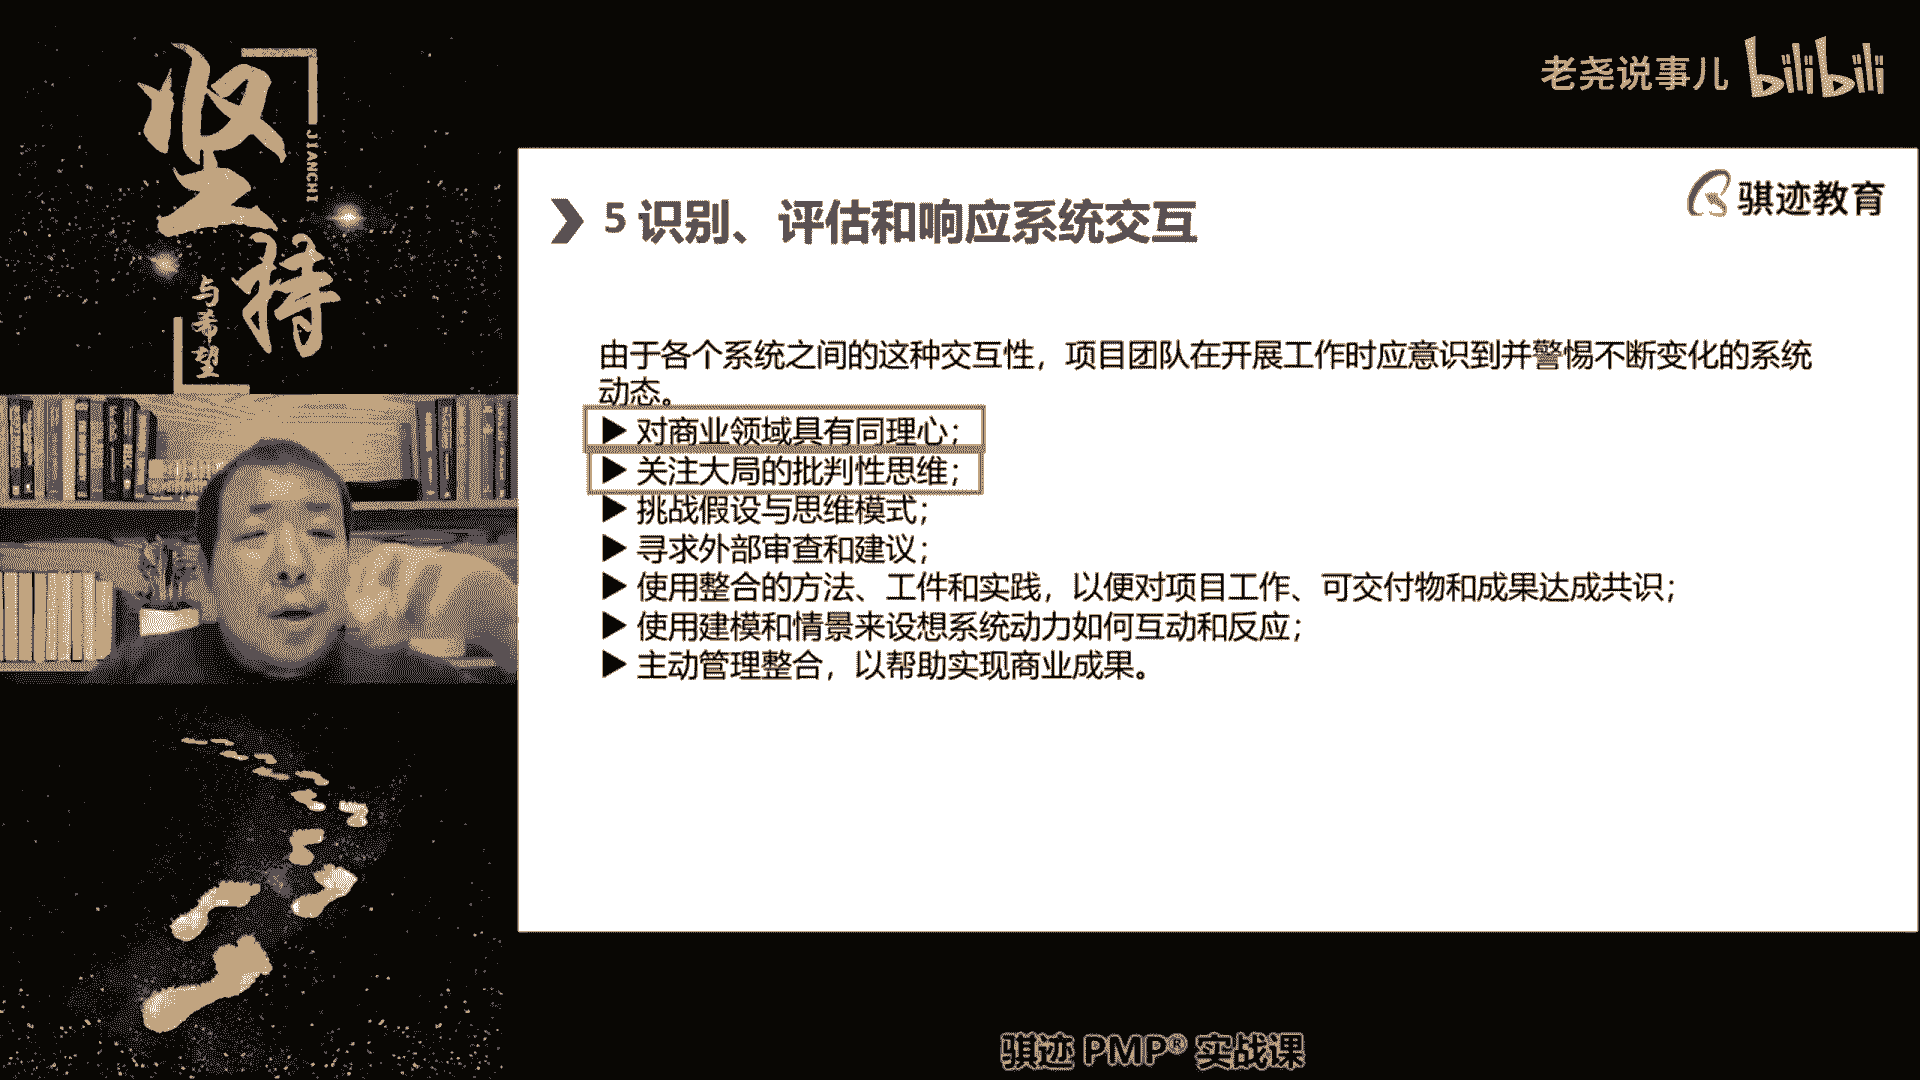 坚持
JIANCHI
与希望
老尧说事儿 bilibili
骐迹教育
5 识别、评估和响应系统交互
由于各个系统之间的这种交互性，项目团队在开展工作时应意识到并警惕不断变化的系统
动态。
▶ 对商业领域具有同理心；
▶ 关注大局的批判性思维；
▶ 挑战假设与思维模式；
▶ 寻求外部审查和建议；
▶ 使用整合的方法、工件和实践，以便对项目工作、可交付物和成果达成共识；
▶ 使用建模和情景来设想系统动力如何互动和反应；
▶ 主动管理整合，以帮助实现商业成果。
骐迹 PMP® 实战课